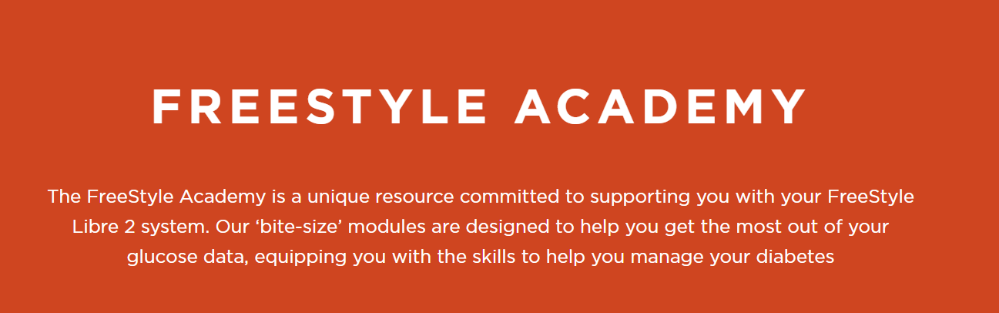 FREESTYLE ACADEMY
The FreeStyle Academy is a unique resource committed to supporting you with your FreeStyle
Libre 2 system. Our ‘bite-size’ modules are designed to help you get the most out of your
glucose data, equipping you with the skills to help you manage your diabetes